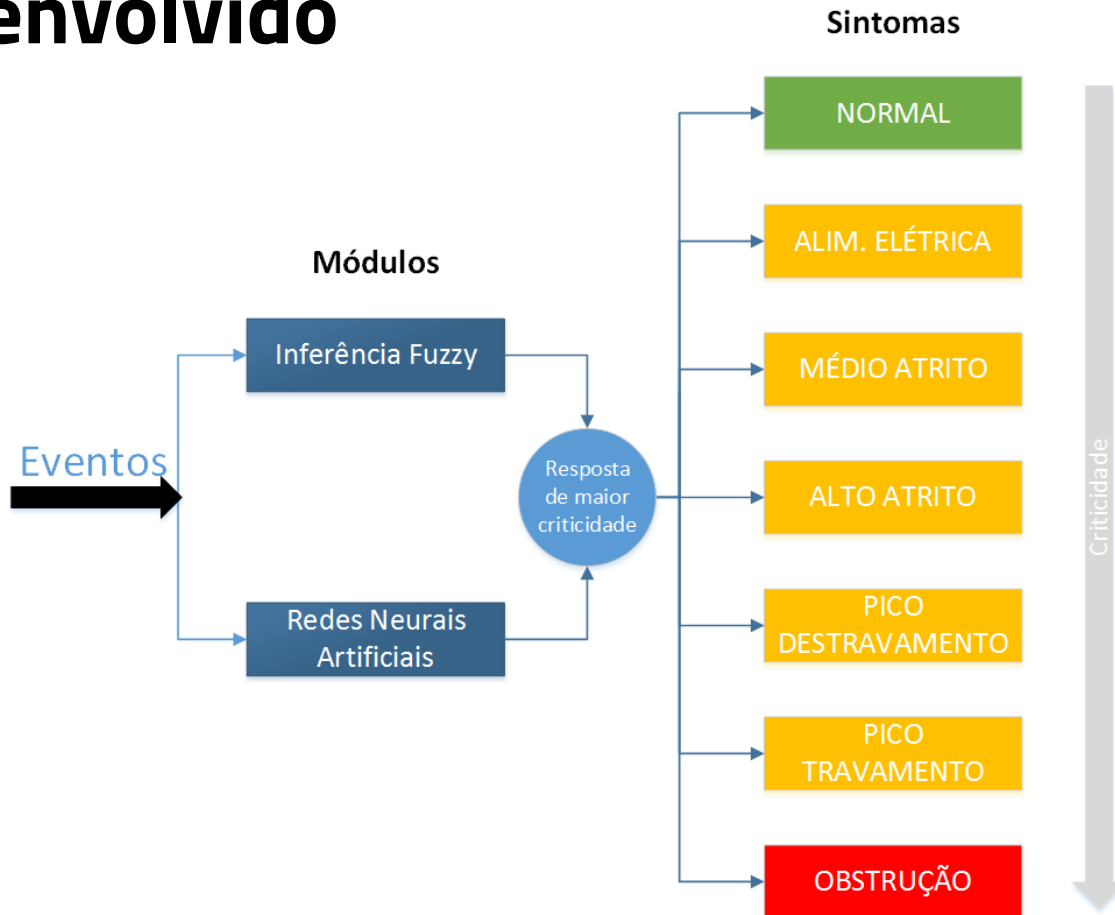 envolvido
Sintomas
NORMAL
ALIM. ELÉTRICA
Módulos
Inferência Fuzzy
MÉDIO ATRITO
Eventos
Resposta
de maior
criticidade
ALTO ATRITO
Criticidade
Redes Neurais
Artificiais
PICO
DESTRAVAMENTO
PICO
TRAVAMENTO
OBSTRUÇÃO